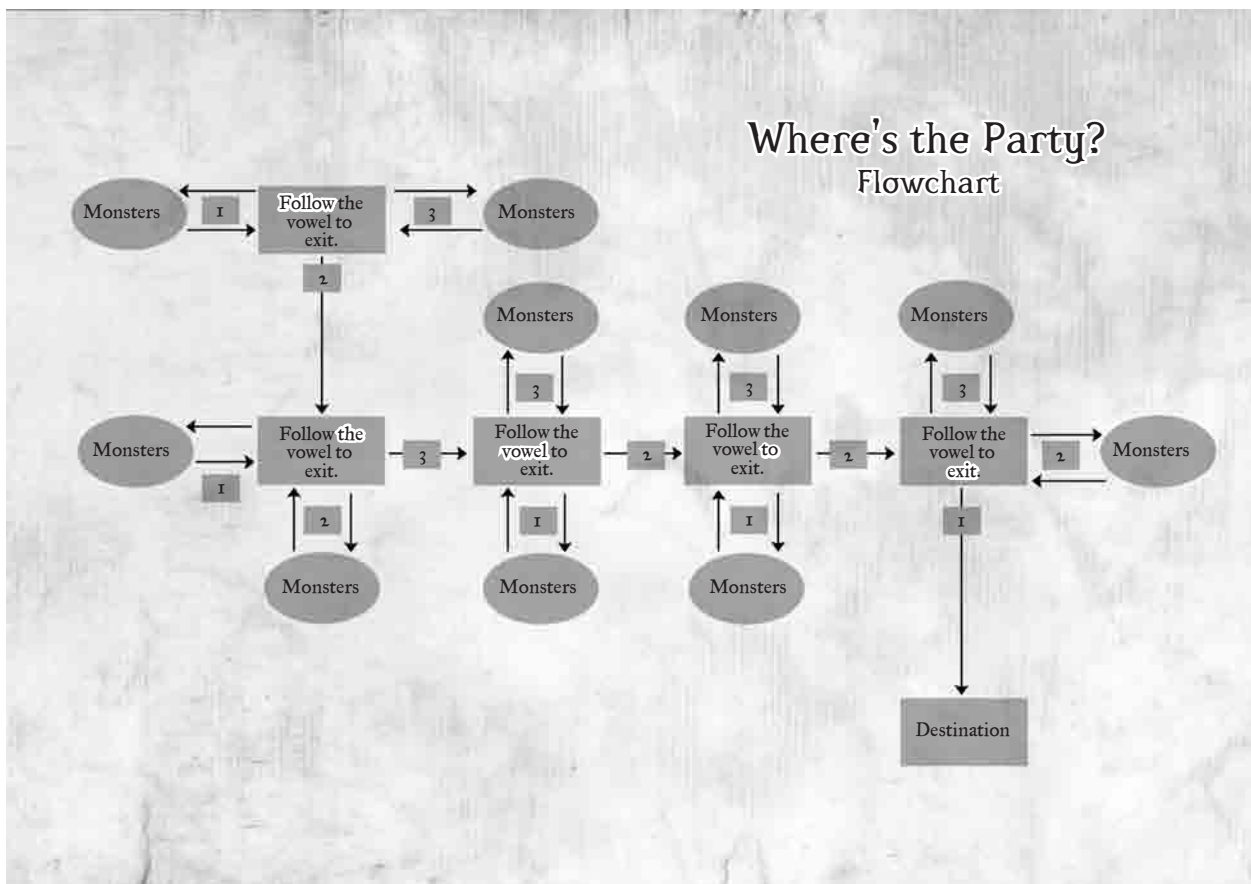 Where's the Party?
Flowchart
Monsters
1
Follow the
vowel to
exit.
3
Monsters
2
Monsters
Monsters
Monsters
3
3
3
Monsters
1
Follow the
vowel to
exit.
3
Follow the
vowel to
exit.
2
Follow the
vowel to
exit.
2
Follow the
vowel to
exit.
2
Monsters
2
1
1
1
Monsters
Monsters
Monsters
Destination